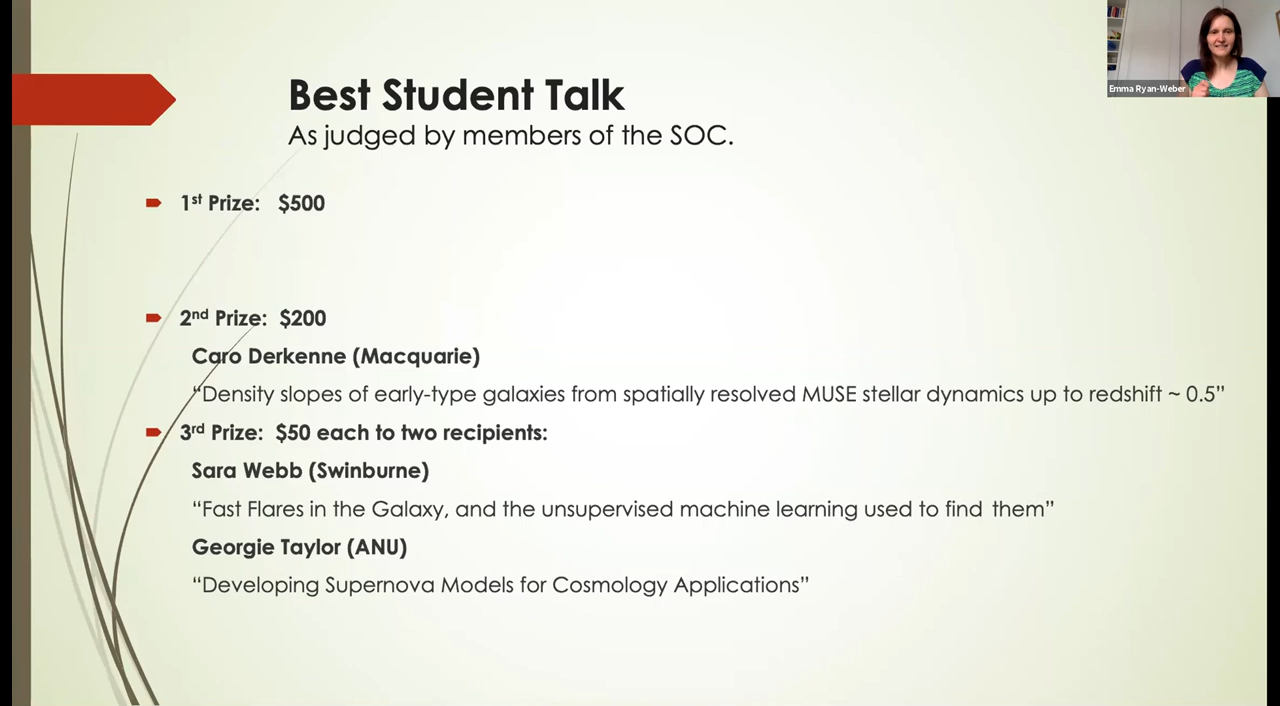 Emma Ryan-Weber
Best Student Talk
As judged by members of the SOC.
1st Prize: $500
2nd Prize: $200
Caro Derkenne (Macquarie)
“Density slopes of early-type galaxies from spatially resolved MUSE stellar dynamics up to redshift ~ 0.5”
3rd Prize: $50 each to two recipients:
Sara Webb (Swinburne)
“Fast Flares in the Galaxy, and the unsupervised machine learning used to find them”
Georgie Taylor (ANU)
“Developing Supernova Models for Cosmology Applications”